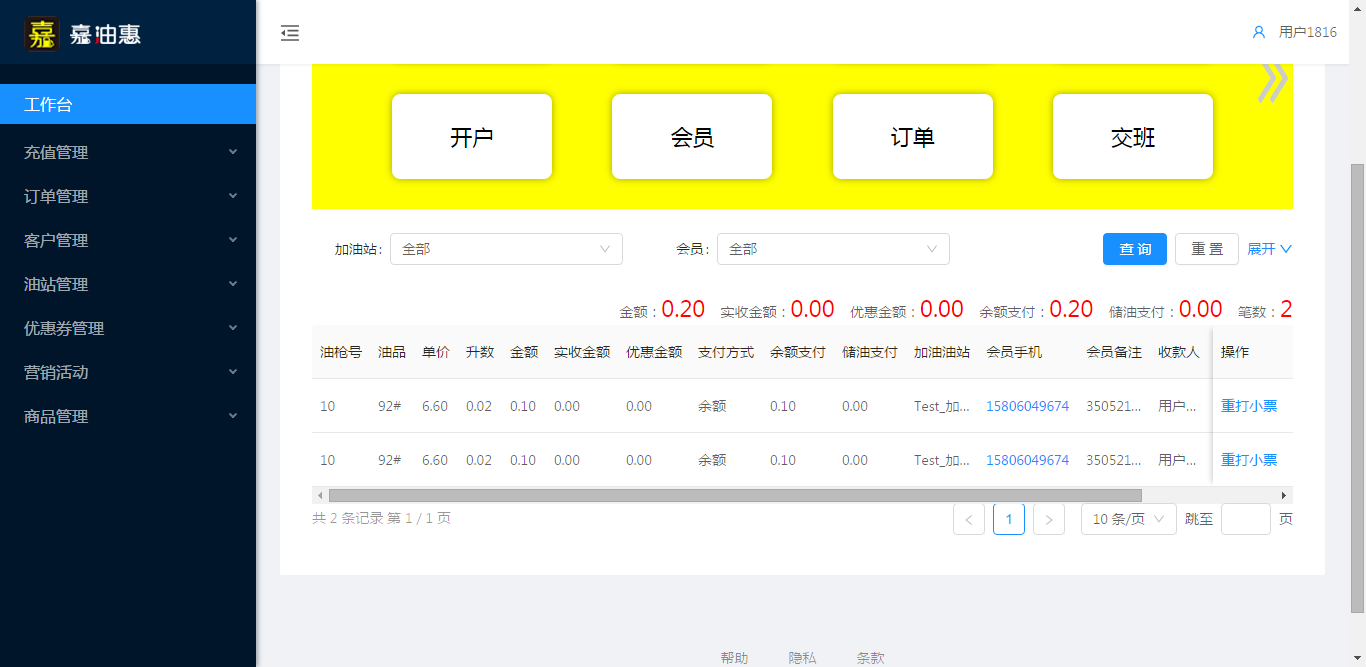 嘉油惠
用户1816
工作台
充值管理
订单管理
客户管理
油站管理
优惠券管理
营销活动
商品管理
开户 会员 订单 交班
加油站: 全部 会员: 全部 查 询 重 置 展开
金额：0.20 实收金额：0.00 优惠金额：0.00 余额支付：0.20 储油支付：0.00 笔数：2
油枪号 油品 单价 升数 金额 实收金额 优惠金额 支付方式 余额支付 储油支付 加油油站 会员手机 会员备注 收款人 操作
10 92# 6.60 0.02 0.10 0.00 0.00 余额 0.10 0.00 Test_加... 15806049674 350521... 用户... 重打小票
10 92# 6.60 0.02 0.10 0.00 0.00 余额 0.10 0.00 Test_加... 15806049674 350521... 用户... 重打小票
共 2 条记录 第 1 / 1 页 < 1 > 10 条/页 跳至 页
帮助 隐私 条款